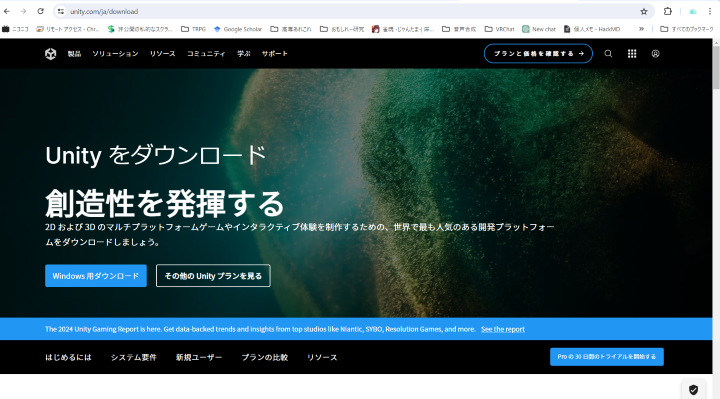 unity.com/ja/download
ニコニコ リモート アクセス - Chr... 非公開の私的なスクラ... TRPG Google Scholar 高専あれこれ おもしれー研究 雀魂 -じゃんたま-| 麻... 音声合成 VRChat New chat 個人メモ - HackMD » すべてのブックマーク
製品 ソリューション リソース コミュニティ 学ぶ サポート プランと価格を確認する →
Unity をダウンロード
創造性を発揮する
2D および 3D のマルチプラットフォームゲームやインタラクティブ体験を制作するための、世界で最も人気のある開発プラットフォー
ムをダウンロードしましょう。
Windows 用ダウンロード その他の Unity プランを見る
The 2024 Unity Gaming Report is here. Get data-backed trends and insights from top studios like Niantic, SYBO, Resolution Games, and more. See the report
はじめるには システム要件 新規ユーザー プランの比較 リソース Pro の 30 日間のトライアルを開始する